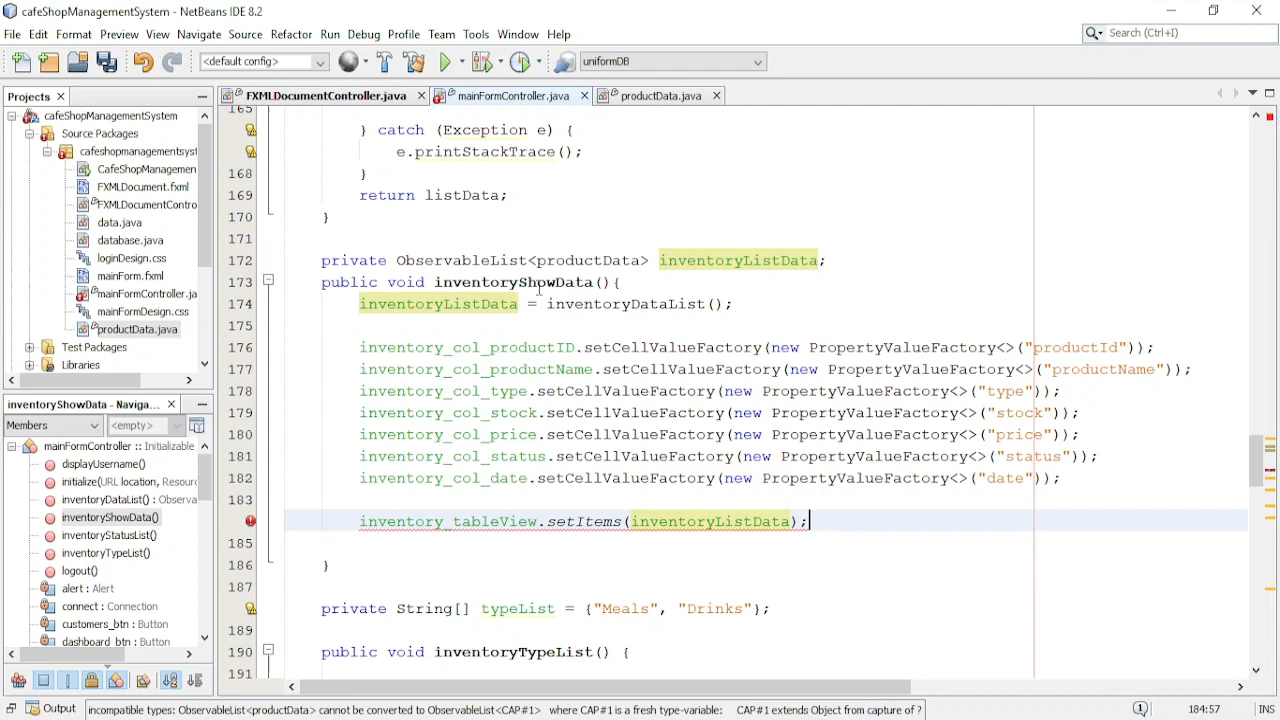 cafeShopManagementSystem - NetBeans IDE 8.2
File Edit Format Preview View Navigate Source Refactor Run Debug Profile Team Tools Window Help
Search (Ctrl+I)
<default config>
uniformDB
Projects
FXMLDocumentController.java
mainFormController.java
productData.java
cafeShopManagementSystem
Source Packages
cafeshopmanagementsyst
CafeShopManagemen
FXMLDocument.fxml
FXMLDocumentContro
data.java
database.java
loginDesign.css
mainForm.fxml
mainFormController.ja
mainFormDesign.css
productData.java
Test Packages
Libraries
inventoryShowData - Naviga...
Members
<empty>
mainFormController :: Initializable
displayUsername()
initialize(URL location, Resourc
inventoryDataList() : Observa
inventoryShowData()
inventoryStatusList()
inventoryTypeList()
logout()
alert : Alert
connect : Connection
customers_btn : Button
dashboard_btn : Button
165
} catch (Exception e) {
e.printStackTrace();
168 }
169 return listData;
170 }
171
172 private ObservableList<productData> inventoryListData;
173 public void inventoryShowData(){
174 inventoryListData = inventoryDataList();
175
176 inventory_col_productID.setCellValueFactory(new PropertyValueFactory<>("productId"));
177 inventory_col_productName.setCellValueFactory(new PropertyValueFactory<>("productName"));
178 inventory_col_type.setCellValueFactory(new PropertyValueFactory<>("type"));
179 inventory_col_stock.setCellValueFactory(new PropertyValueFactory<>("stock"));
180 inventory_col_price.setCellValueFactory(new PropertyValueFactory<>("price"));
181 inventory_col_status.setCellValueFactory(new PropertyValueFactory<>("status"));
182 inventory_col_date.setCellValueFactory(new PropertyValueFactory<>("date"));
183
inventory_tableView.setItems(inventoryListData);
185
186 }
187
private String[] typeList = {"Meals", "Drinks"};
189
190 public void inventoryTypeList() {
191
Output
incompatible types: ObservableList<productData> cannot be converted to ObservableList<CAP#1> where CAP#1 is a fresh type-variable: CAP#1 extends Object from capture of ?
184:57
INS